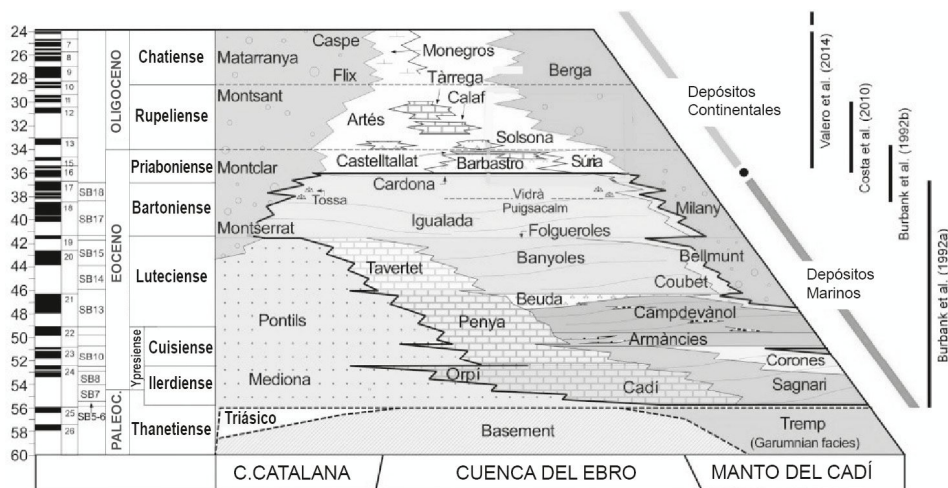 24
26
28
30
32
34
36
38
40
42
44
46
48
50
52
54
56
58
60
7
8
9
10
11
12
13
15
16
17
18
19
20
21
22
23
24
25
26
SB18
SB17
SB15
SB14
SB13
SB10
SB8
SB7
SB5-6
OLIGOCENO
EOCENO
PALEOC.
Ypresiense
Chatiense
Rupeliense
Priaboniense
Bartoniense
Luteciense
Cuisiense
Ilerdiense
Thanetiense
Caspe
Monegros
Matarranya
Flix
Tàrrega
Berga
Montsant
Calaf
Artés
Solsona
Castelltallat
Barbastro
Súria
Montclar
Cardona
Tossa
Vidrà
Puigsacalm
Milany
Igualada
Montserrat
Folgueroles
Bellmunt
Banyoles
Tavertet
Coubet
Beuda
Campdevànol
Pontils
Penya
Armàncies
Corones
Orpí
Mediona
Cadí
Sagnari
Triásico
Basement
Tremp
(Garumnian facies)
C.CATALANA
CUENCA DEL EBRO
MANTO DEL CADÍ
Depósitos
Continentales
Depósitos
Marinos
Valero et al. (2014)
Costa et al. (2010)
Burbank et al. (1992b)
Burbank et al. (1992a)